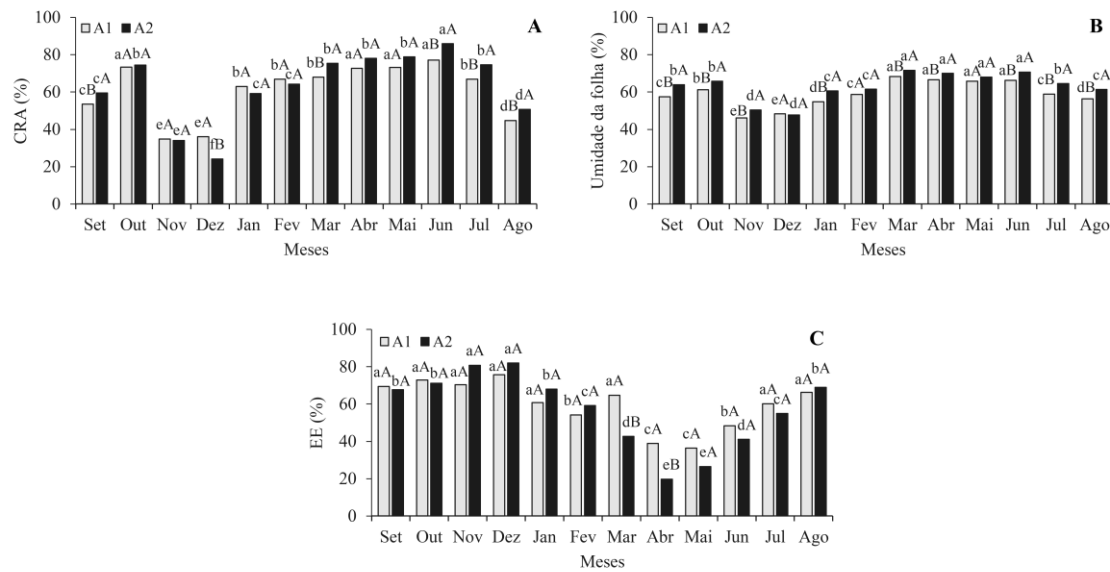 100
80
60
40
20
0
CRA (%)
A1 A2
A
cB cA aA bA eA eA eA fB bA cA bA cA bB bA aA bA aA bA aB aA bB bA dB dA
Set Out Nov Dez Jan Fev Mar Abr Mai Jun Jul Ago
Meses
100
80
60
40
20
0
Umidade da folha (%)
A1 A2
B
cB bA bB bA eB dA eA dA dB cA cA cA aB aA aB aA aA aA aB aA cB bA dB cA
Set Out Nov Dez Jan Fev Mar Abr Mai Jun Jul Ago
Meses
100
80
60
40
20
0
EE (%)
A1 A2
C
aA bA aA bA aA aA aA aA aA bA bA cA aA dB cA eB cA eA bA dA aA cA aA bA
Set Out Nov Dez Jan Fev Mar Abr Mai Jun Jul Ago
Meses